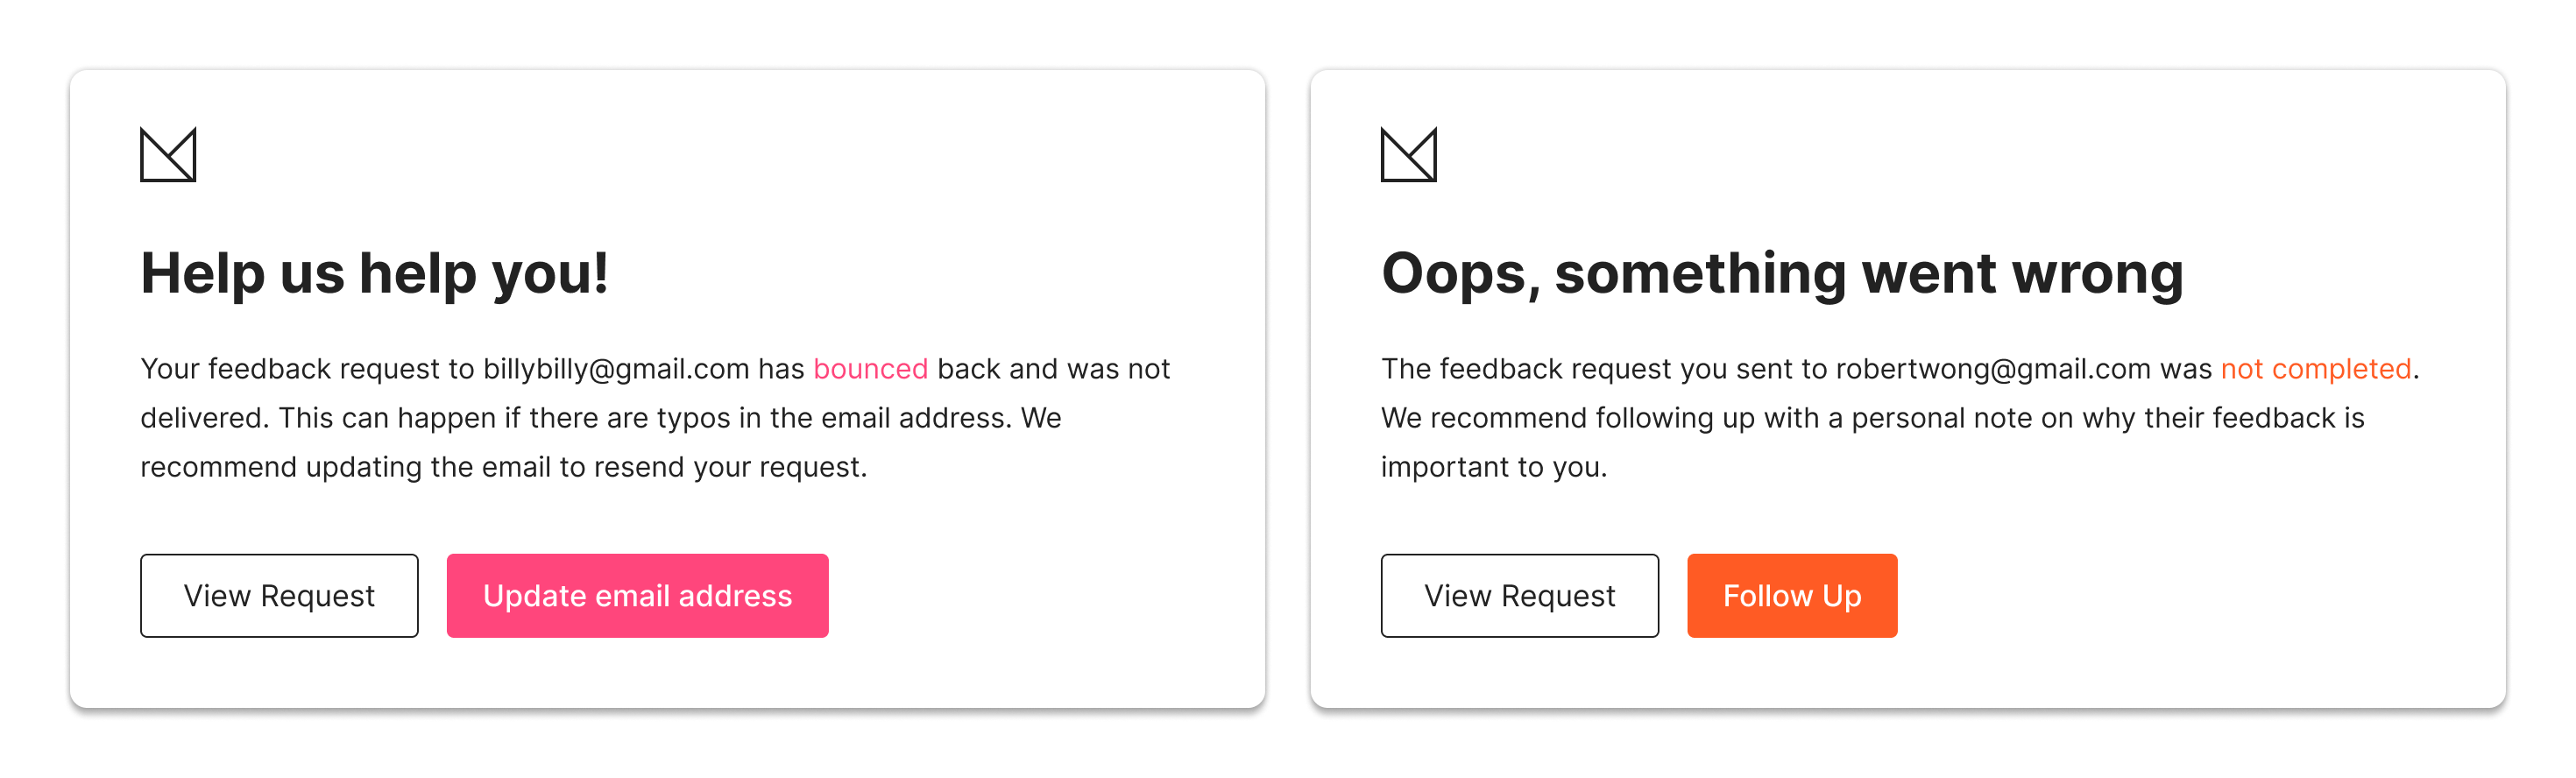 Help us help you!
Your feedback request to billybilly@gmail.com has bounced back and was not
delivered. This can happen if there are typos in the email address. We
recommend updating the email to resend your request.
View Request
Update email address
Oops, something went wrong
The feedback request you sent to robertwong@gmail.com was not completed.
We recommend following up with a personal note on why their feedback is
important to you.
View Request
Follow Up